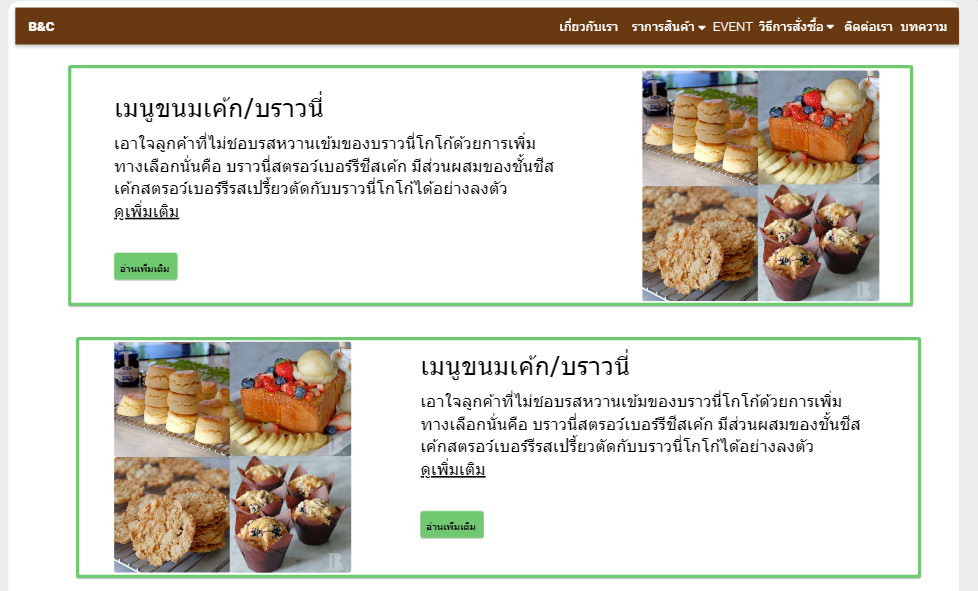 B&C
เกี่ยวกับเรา ราการสินค้า EVENT วิธีการสั่งซื้อ ติดต่อเรา บทความ
เมนูขนมเค้ก/บราวนี่
เอาใจลูกค้าที่ไม่ชอบรสหวานเข้มของบราวนี่โกโก้ด้วยการเพิ่ม
ทางเลือกนั่นคือ บราวนี่สตรอว์เบอร์รีชีสเค้ก มีส่วนผสมของชั้นชีส
เค้กสตรอว์เบอร์รีรสเปรี้ยวตัดกับบราวนี่โกโก้ได้อย่างลงตัว
ดูเพิ่มเติม
อ่านเพิ่มเติม
เมนูขนมเค้ก/บราวนี่
เอาใจลูกค้าที่ไม่ชอบรสหวานเข้มของบราวนี่โกโก้ด้วยการเพิ่ม
ทางเลือกนั่นคือ บราวนี่สตรอว์เบอร์รีชีสเค้ก มีส่วนผสมของชั้นชีส
เค้กสตรอว์เบอร์รีรสเปรี้ยวตัดกับบราวนี่โกโก้ได้อย่างลงตัว
ดูเพิ่มเติม
อ่านเพิ่มเติม